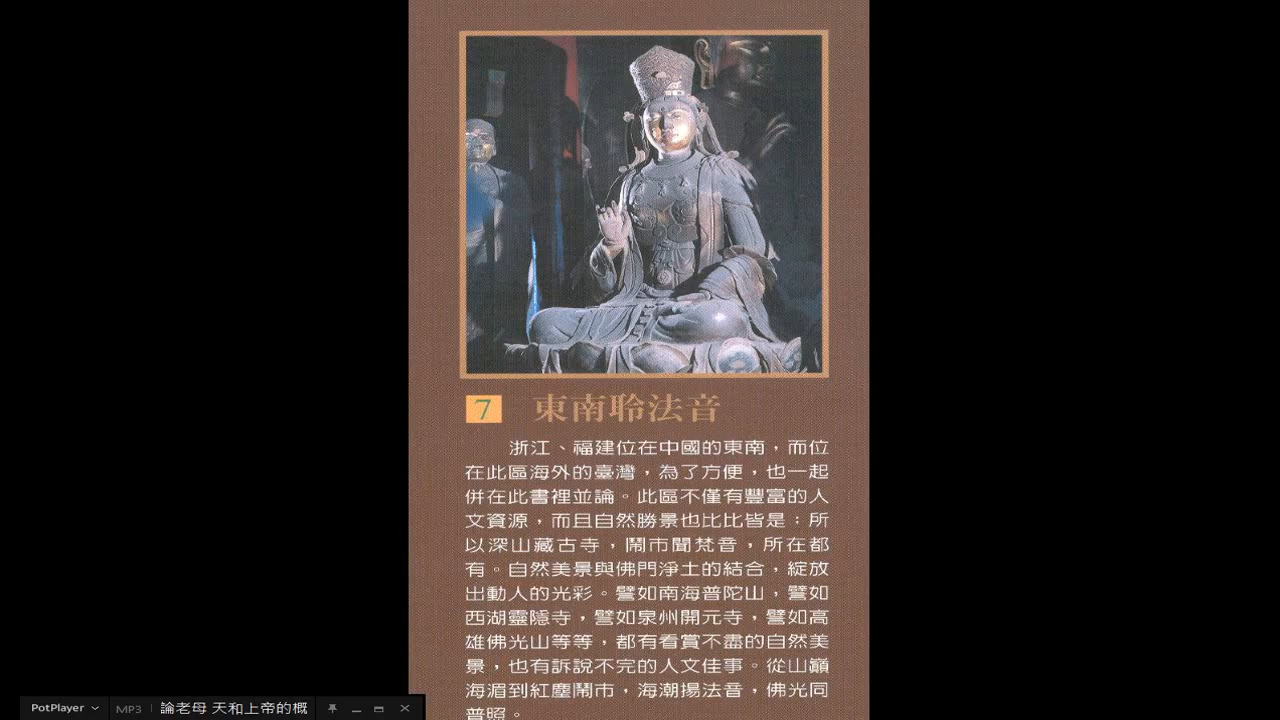 7 東南聆法音
浙江、福建位在中國的東南，而位
在此區海外的臺灣，為了方便，也一起
併在此書裡並論。此區不僅有豐富的人
文資源，而且自然勝景也比比皆是；所
以深山藏古寺，鬧市聞梵音，所在都
有。自然美景與佛門淨土的結合，綻放
出動人的光彩。譬如南海普陀山，譬如
西湖靈隱寺，譬如泉州開元寺，譬如高
雄佛光山等等，都有看賞不盡的自然美
景，也有訴說不完的人文佳事。從山巔
海湄到紅塵鬧市，海潮揚法音，佛光同
普照。
PotPlayer MP3 論老母 天和上帝的概